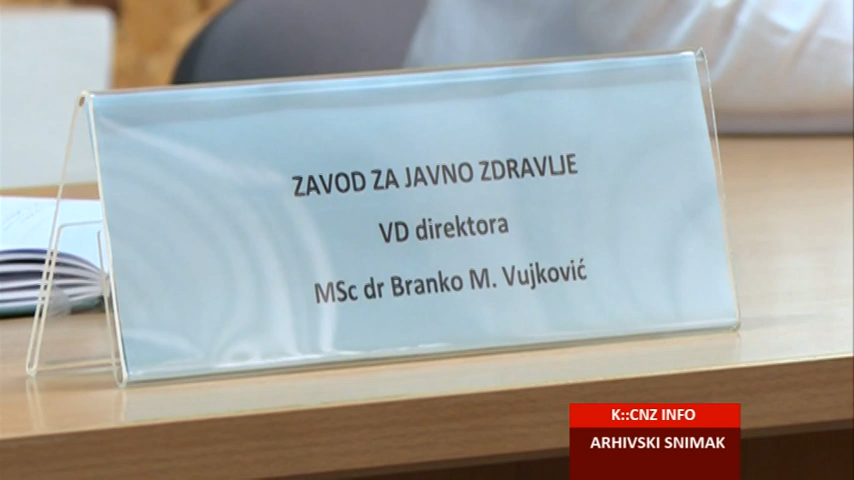 ZAVOD ZA JAVNO ZDRAVLJE
VD direktora
MSc dr Branko M. Vujković
K::CNZ INFO
ARHIVSKI SNIMAK